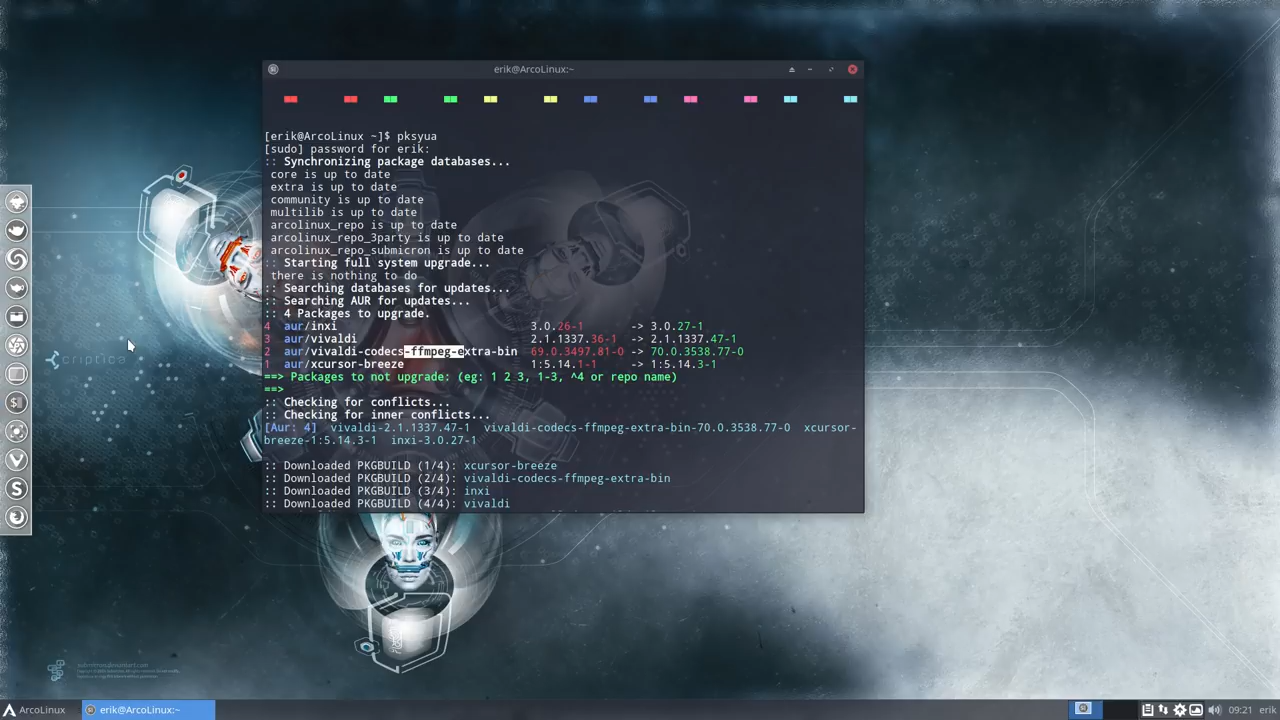 erik@ArcoLinux:~
[erik@ArcoLinux ~]$ pksyua
[sudo] password for erik:
:: Synchronizing package databases...
core is up to date
extra is up to date
community is up to date
multilib is up to date
arcolinux_repo is up to date
arcolinux_repo_3party is up to date
arcolinux_repo_submicron is up to date
:: Starting full system upgrade...
there is nothing to do
:: Searching databases for updates...
:: Searching AUR for updates...
:: 4 Packages to upgrade.
4 aur/inxi 3.0.26-1 -> 3.0.27-1
3 aur/vivaldi 2.1.1337.36-1 -> 2.1.1337.47-1
2 aur/vivaldi-codecs-ffmpeg-extra-bin 69.0.3497.81-0 -> 70.0.3538.77-0
1 aur/xcursor-breeze 1:5.14.1-1 -> 1:5.14.3-1
==> Packages to not upgrade: (eg: 1 2 3, 1-3, ^4 or repo name)
==>
:: Checking for conflicts...
:: Checking for inner conflicts...
[Aur: 4] vivaldi-2.1.1337.47-1 vivaldi-codecs-ffmpeg-extra-bin-70.0.3538.77-0 xcursor-
breeze-1:5.14.3-1 inxi-3.0.27-1
:: Downloaded PKGBUILD (1/4): xcursor-breeze
:: Downloaded PKGBUILD (2/4): vivaldi-codecs-ffmpeg-extra-bin
:: Downloaded PKGBUILD (3/4): inxi
:: Downloaded PKGBUILD (4/4): vivaldi
criptica
ArcoLinux
erik@ArcoLinux:~
09:21
erik